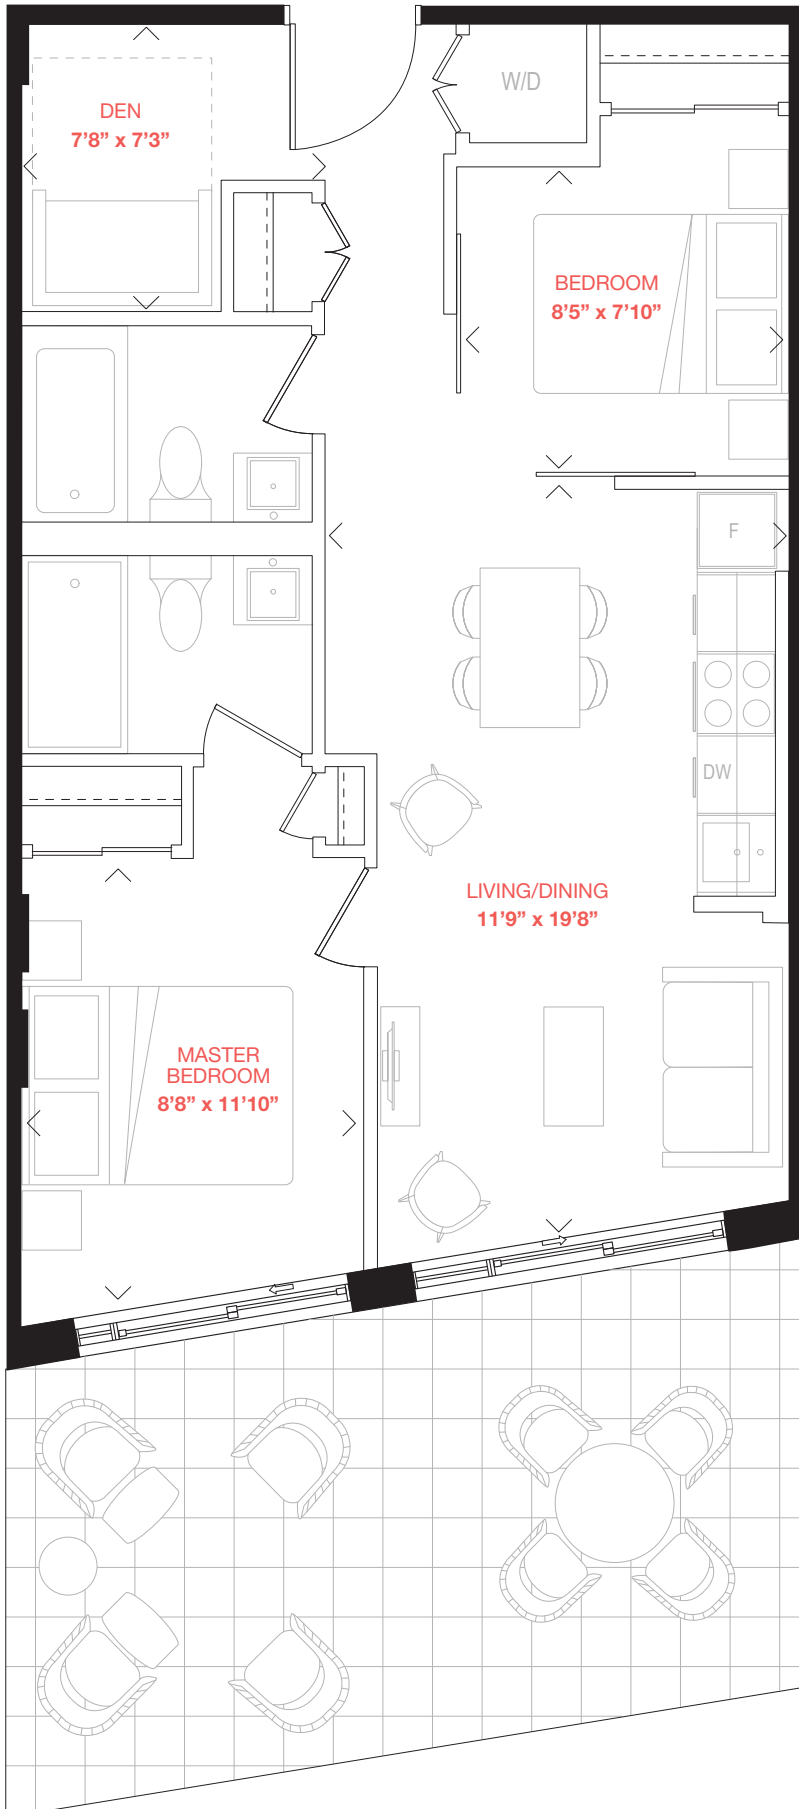 DEN
7’8” x 7’3”
W/D
BEDROOM
8’5” x 7’10”
F
DW
LIVING/DINING
11’9” x 19’8”
MASTER
BEDROOM
8’8” x 11’10”